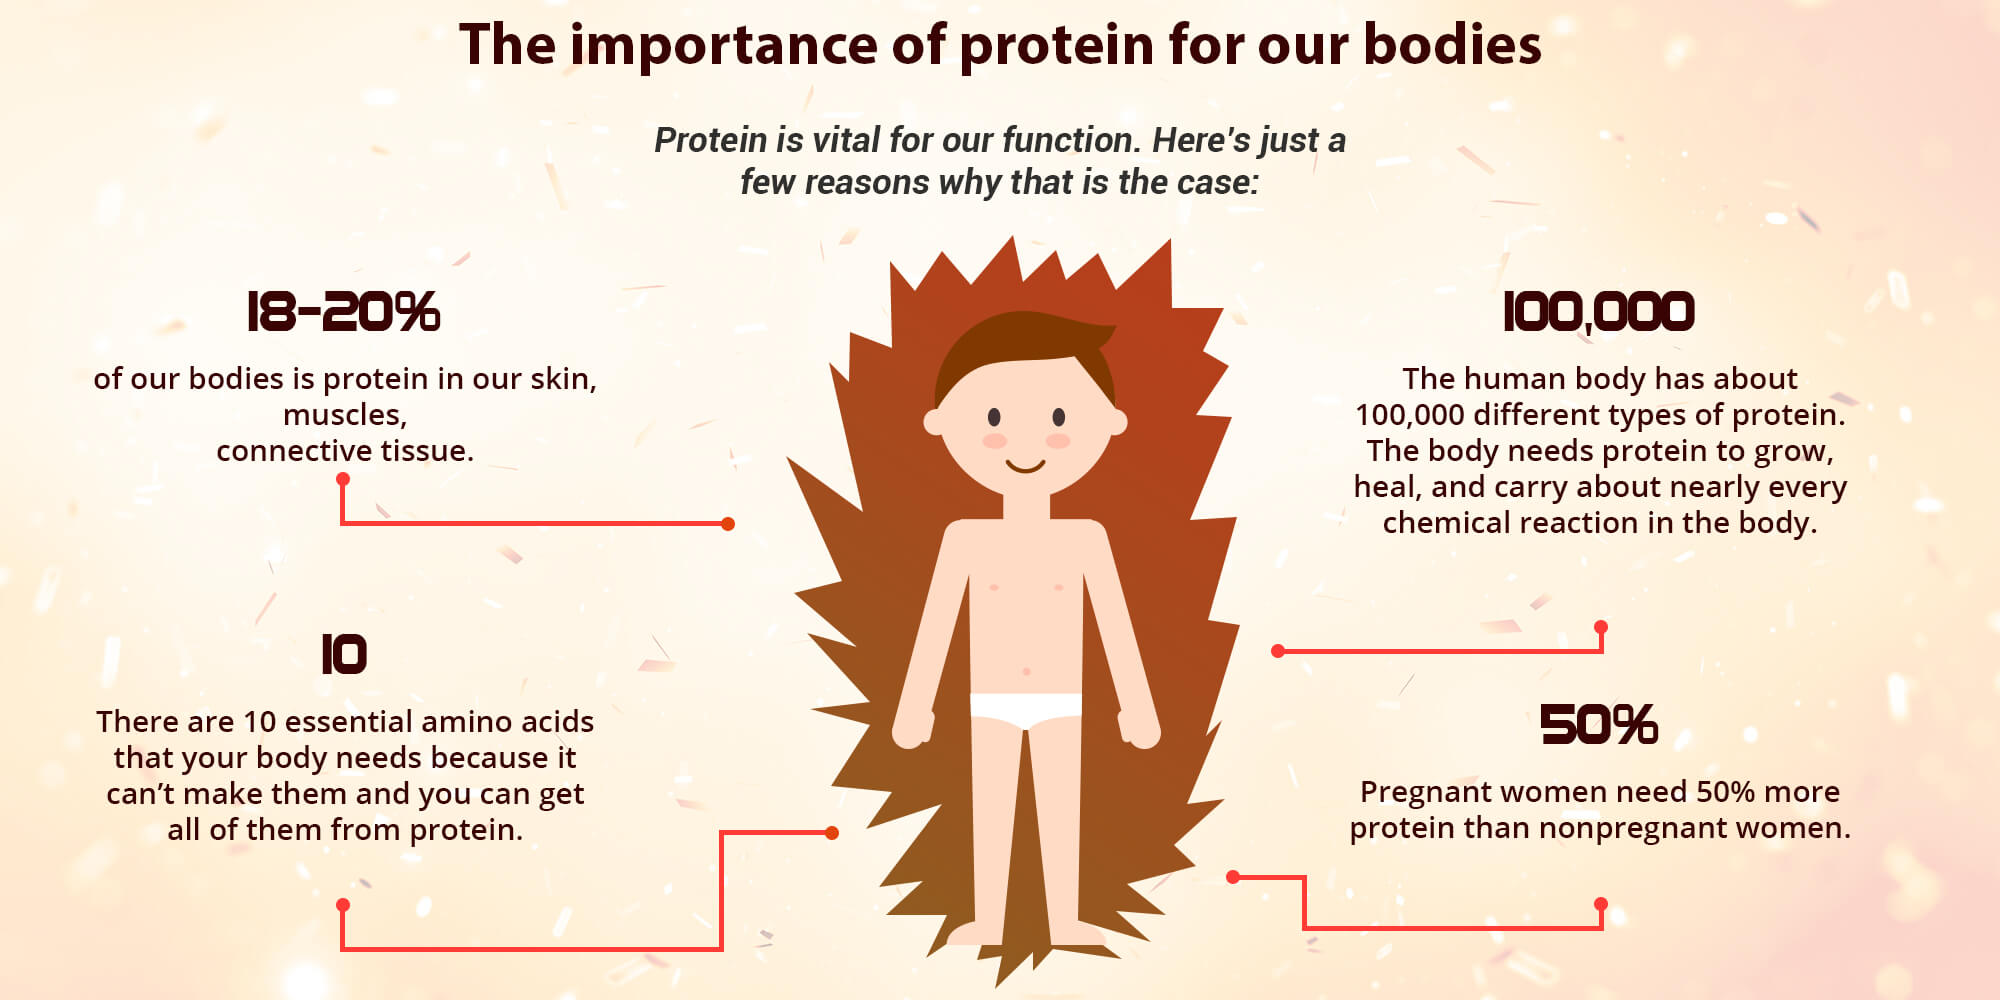 The importance of protein for our bodies
Protein is vital for our function. Here's just a
few reasons why that is the case:
18-20%
of our bodies is protein in our skin,
muscles,
connective tissue.
10
There are 10 essential amino acids
that your body needs because it
can't make them and you can get
all of them from protein.
100,000
The human body has about
100,000 different types of protein.
The body needs protein to grow,
heal, and carry about nearly every
chemical reaction in the body.
50%
Pregnant women need 50% more
protein than nonpregnant women.